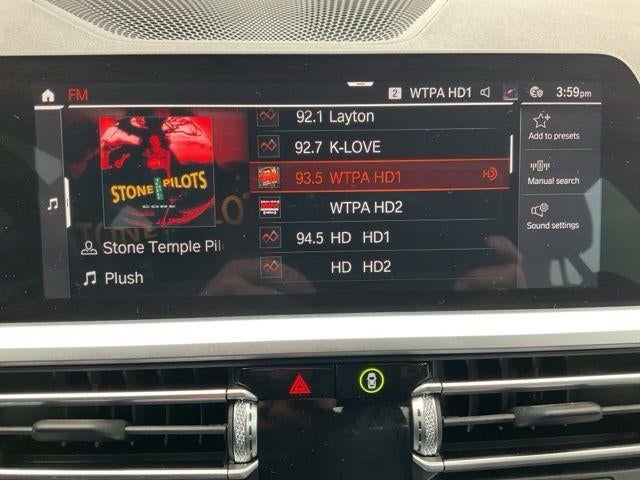 FM
2 WTPA HD1
3:59pm
92.1 Layton
92.7 K-LOVE
93.5 WTPA HD1
HD
WTPA HD2
94.5 HD HD1
HD HD2
STONE TEMPLE PILOTS
CORE
Stone Temple Pil
Plush
Add to presets
Manual search
Sound settings